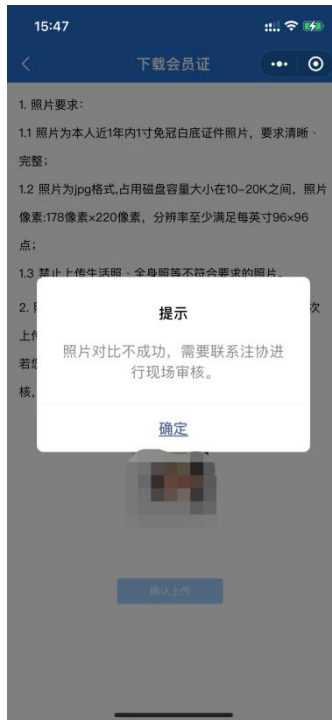 15:47
下载会员证
1. 照片要求：
1.1 照片为本人近1年内1寸免冠白底证件照片，要求清晰、
完整；
1.2 照片为jpg格式,占用磁盘容量大小在10–20K之间，照片
像素:178像素×220像素，分辨率至少满足每英寸96×96
点；
1.3 禁止上传生活照、全身照等不符合要求的照片。
2.
次
上传
若您
核，
提示
照片对比不成功，需要联系注协进
行现场审核。
确定
确认上传